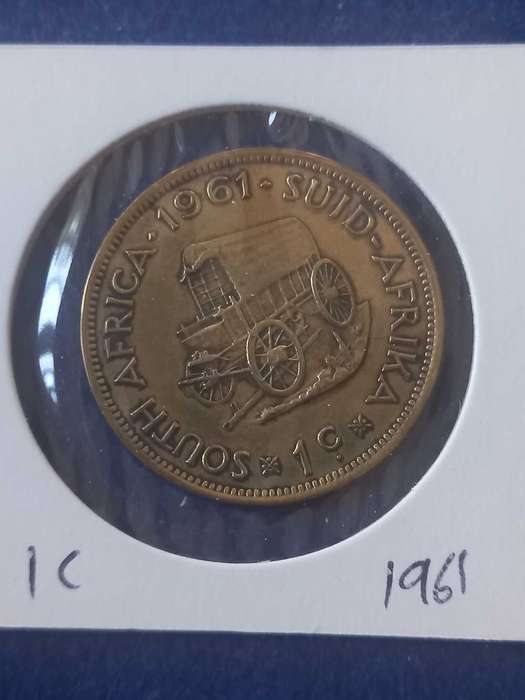 SOUTH AFRICA · 1961 · SUID-AFRIKA
1c
1c
1961